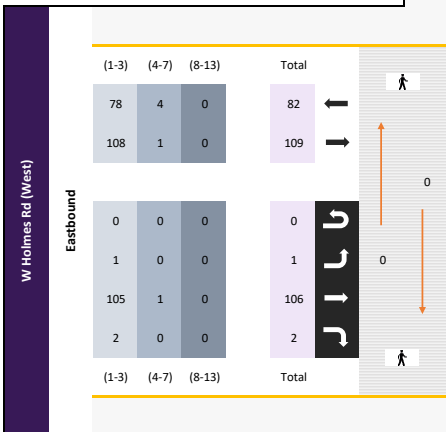 W Holmes Rd (West)
Eastbound
(1-3) (4-7) (8-13) Total
78 4 0 82
108 1 0 109
0
0 0 0 0
1 0 0 1
0
105 1 0 106
2 0 0 2
(1-3) (4-7) (8-13) Total